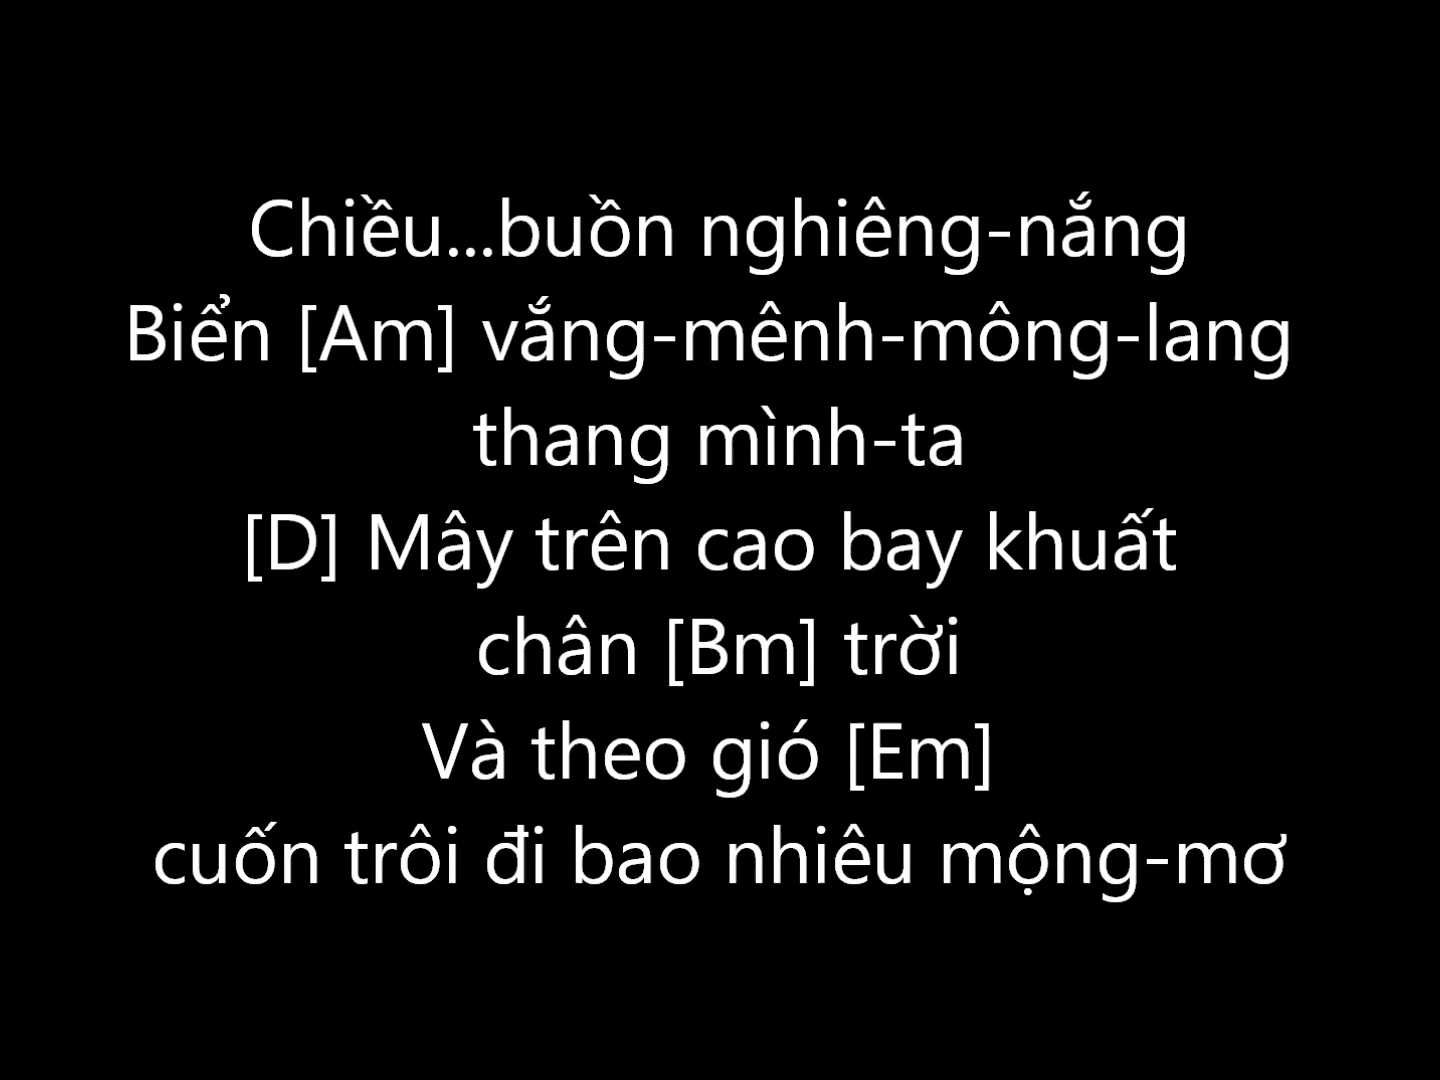 Chiều...buồn nghiêng-nắng
Biển [Am] vắng-mênh-mông-lang
thang mình-ta
[D] Mây trên cao bay khuất
chân [Bm] trời
Và theo gió [Em]
cuốn trôi đi bao nhiêu mộng-mơ